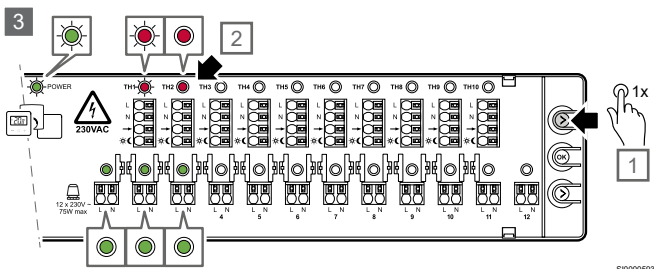 3
2
POWER TH1 TH2 TH3 TH4 TH5 TH6 TH7 TH8 TH9 TH10
1x
230VAC
L L L L L L L L L L
N N N N N N N N N N
OK
1
12 x 230V ~
75W max
L N L N L N L N L N L N L N L N L N L N L N L N
4 5 6 7 8 9 10 11 12